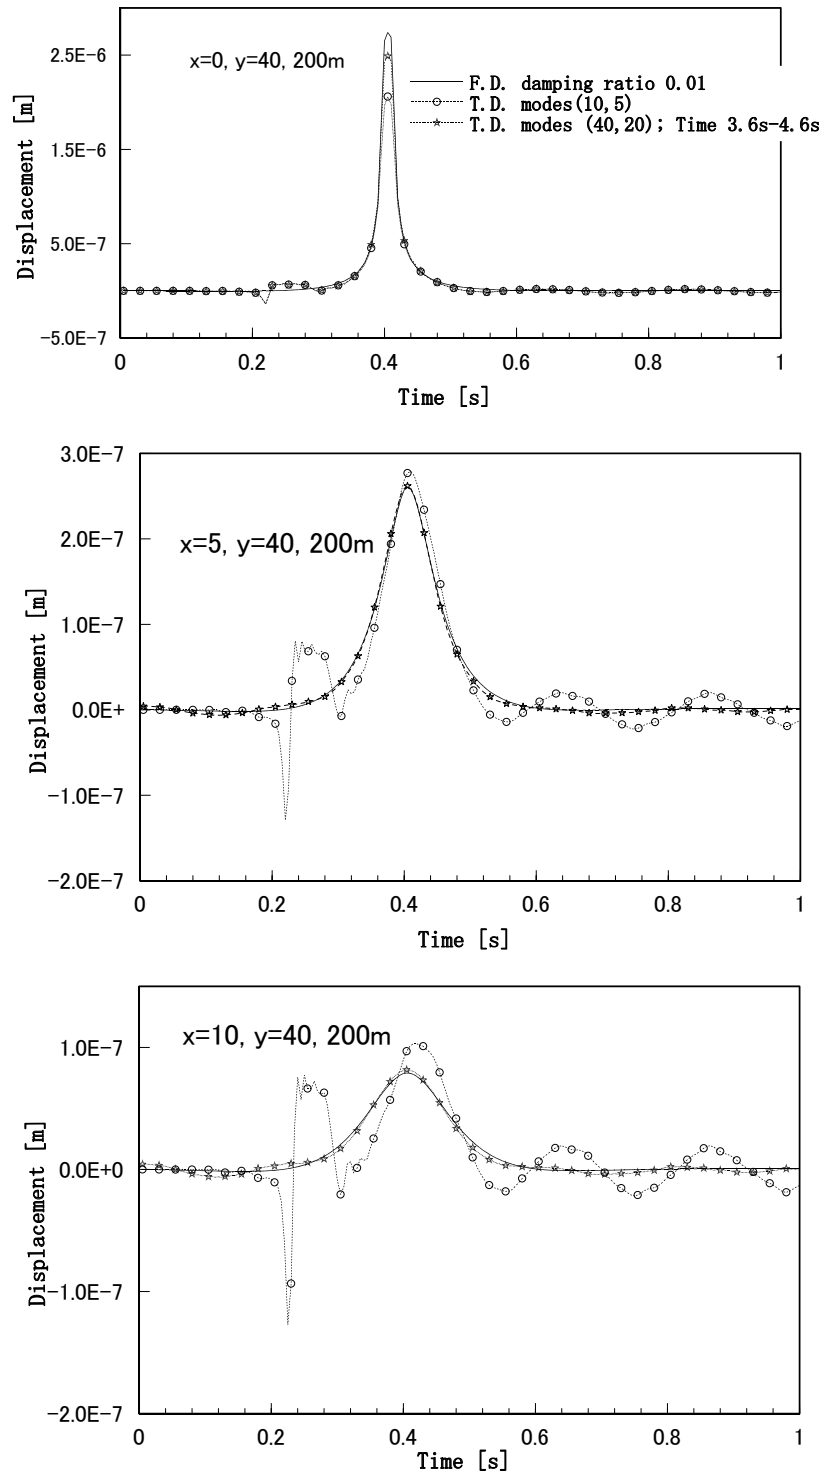 x=0, y=40, 200m
F.D. damping ratio 0.01
T.D. modes(10,5)
T.D. modes (40,20); Time 3.6s-4.6s
Displacement [m]
2.5E-6
1.5E-6
5.0E-7
-5.0E-7
0 0.2 0.4 0.6 0.8 1
Time [s]
x=5, y=40, 200m
Displacement [m]
3.0E-7
2.0E-7
1.0E-7
0.0E+
-1.0E-7
-2.0E-7
0 0.2 0.4 0.6 0.8 1
Time [s]
x=10, y=40, 200m
Displacement [m]
1.0E-7
0.0E+0
-1.0E-7
-2.0E-7
0 0.2 0.4 0.6 0.8 1
Time [s]